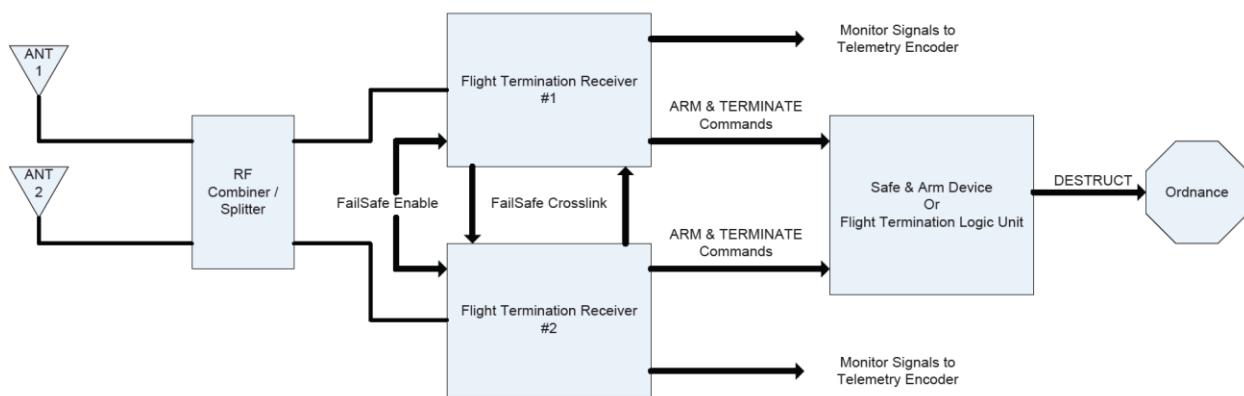 ANT
1
ANT
2
RF
Combiner /
Splitter
FailSafe Enable
Flight Termination Receiver
#1
FailSafe Crosslink
Flight Termination Receiver
#2
Monitor Signals to
Telemetry Encoder
ARM & TERMINATE
Commands
ARM & TERMINATE
Commands
Monitor Signals to
Telemetry Encoder
Safe & Arm Device
Or
Flight Termination Logic Unit
DESTRUCT
Ordnance